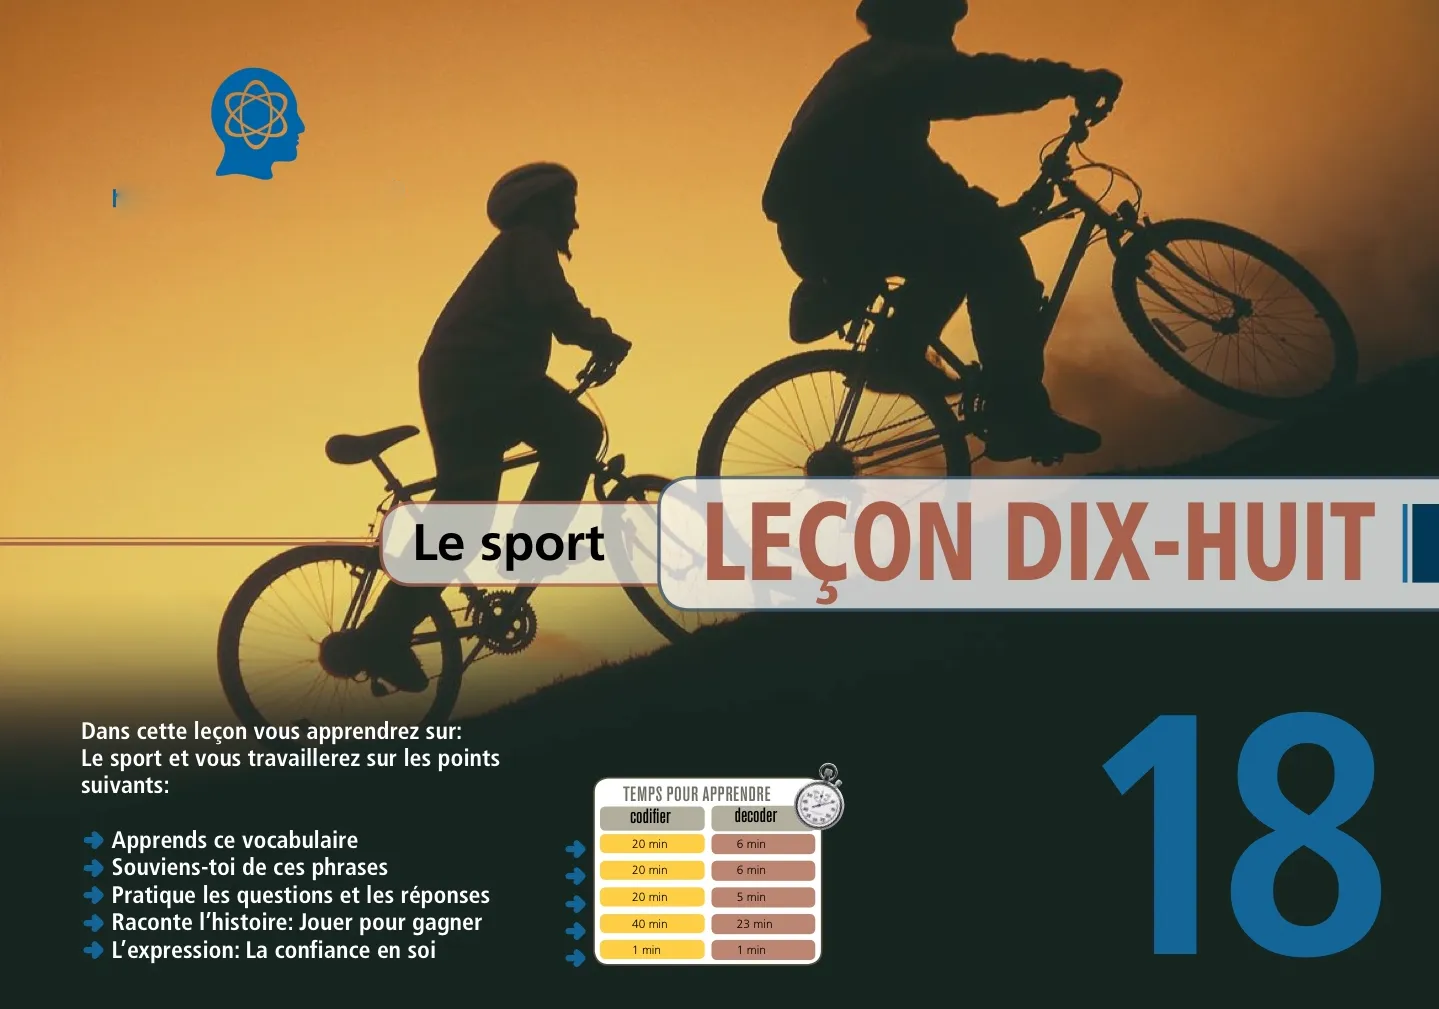 Le sport
LEÇON DIX-HUIT
18
Dans cette leçon vous apprendrez sur:
Le sport et vous travaillerez sur les points
suivants:
Apprends ce vocabulaire
Souviens-toi de ces phrases
Pratique les questions et les réponses
Raconte l’histoire: Jouer pour gagner
L’expression: La confiance en soi
TEMPS POUR APPRENDRE
codifier decoder
20 min 6 min
20 min 6 min
20 min 5 min
40 min 23 min
1 min 1 min